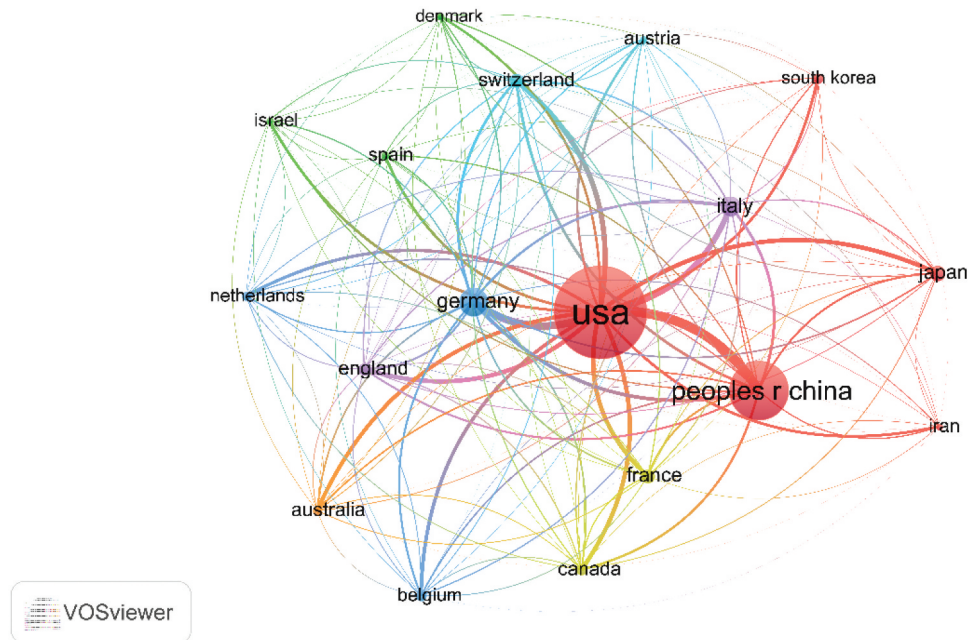 denmark
austria
switzerland
south korea
israel
spain
italy
japan
netherlands
germany
usa
england
peoples r china
iran
france
australia
canada
belgium
VOSviewer